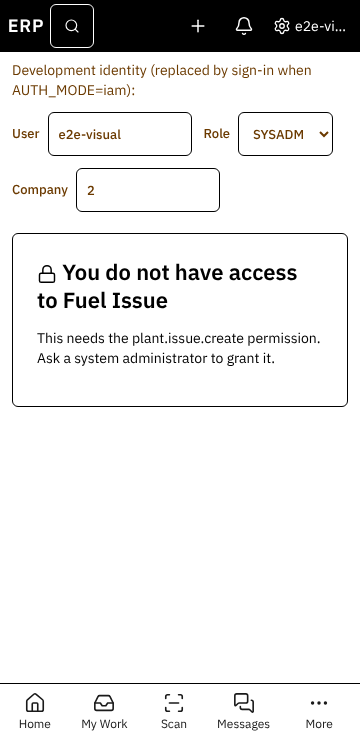 ERP
e2e-vi...
Development identity (replaced by sign-in when
AUTH_MODE=iam):
User
e2e-visual
Role
SYSADM
Company
2
You do not have access
to Fuel Issue
This needs the plant.issue.create permission.
Ask a system administrator to grant it.
Home
My Work
Scan
Messages
More